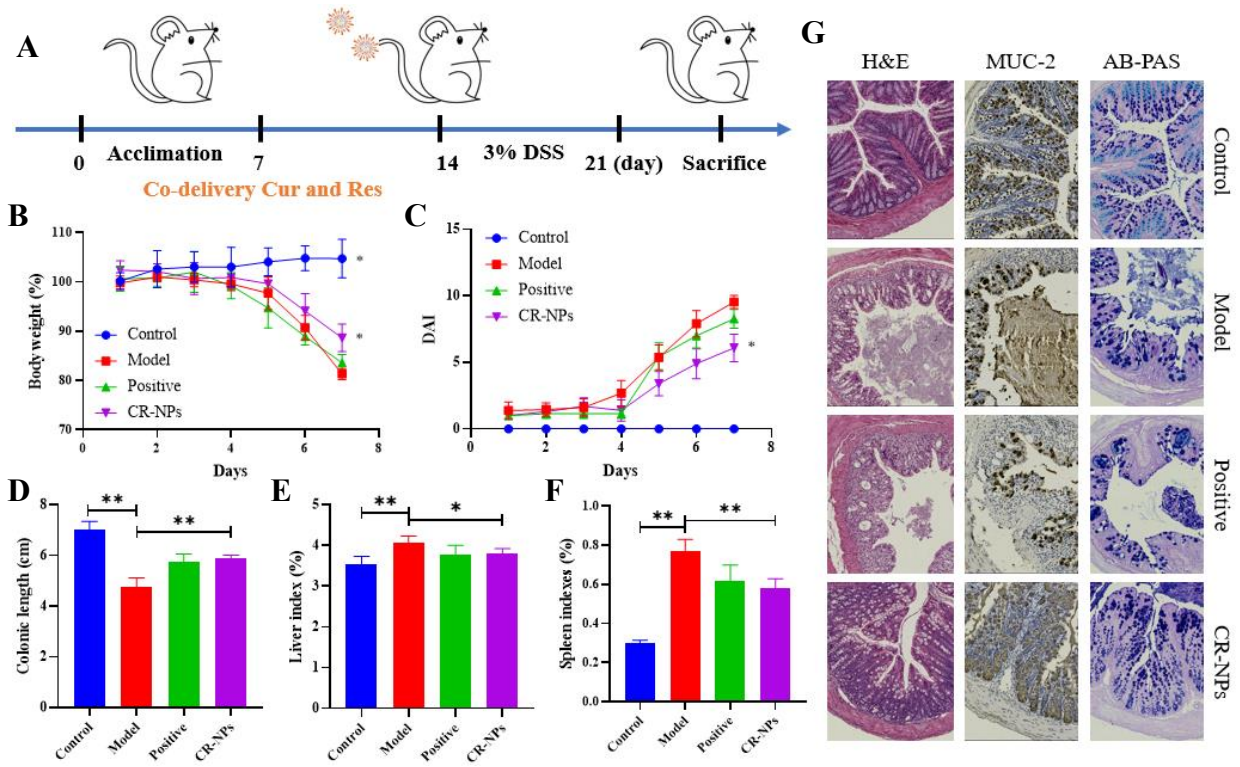 A
0
Acclimation
7
14
3% DSS
21 (day)
Sacrifice
Co-delivery Cur and Res
B
Body weight (%)
110
100
90
80
70
Control
Model
Positive
CR-NPs
*
*
0
2
4
6
8
Days
C
DAI
15
10
5
0
Control
Model
Positive
CR-NPs
*
0
2
4
6
8
Days
D
Colonic length (cm)
8
6
4
2
0
**
**
Control
Model
Positive
CR-NPs
E
Liver index (%)
5
4
3
2
1
0
**
*
Control
Model
Positive
CR-NPs
F
Spleen indexes (%)
1.0
0.8
0.6
0.4
0.2
0.0
**
**
Control
Model
Positive
CR-NPs
G
H&E
MUC-2
AB-PAS
Control
Model
Positive
CR-NPs